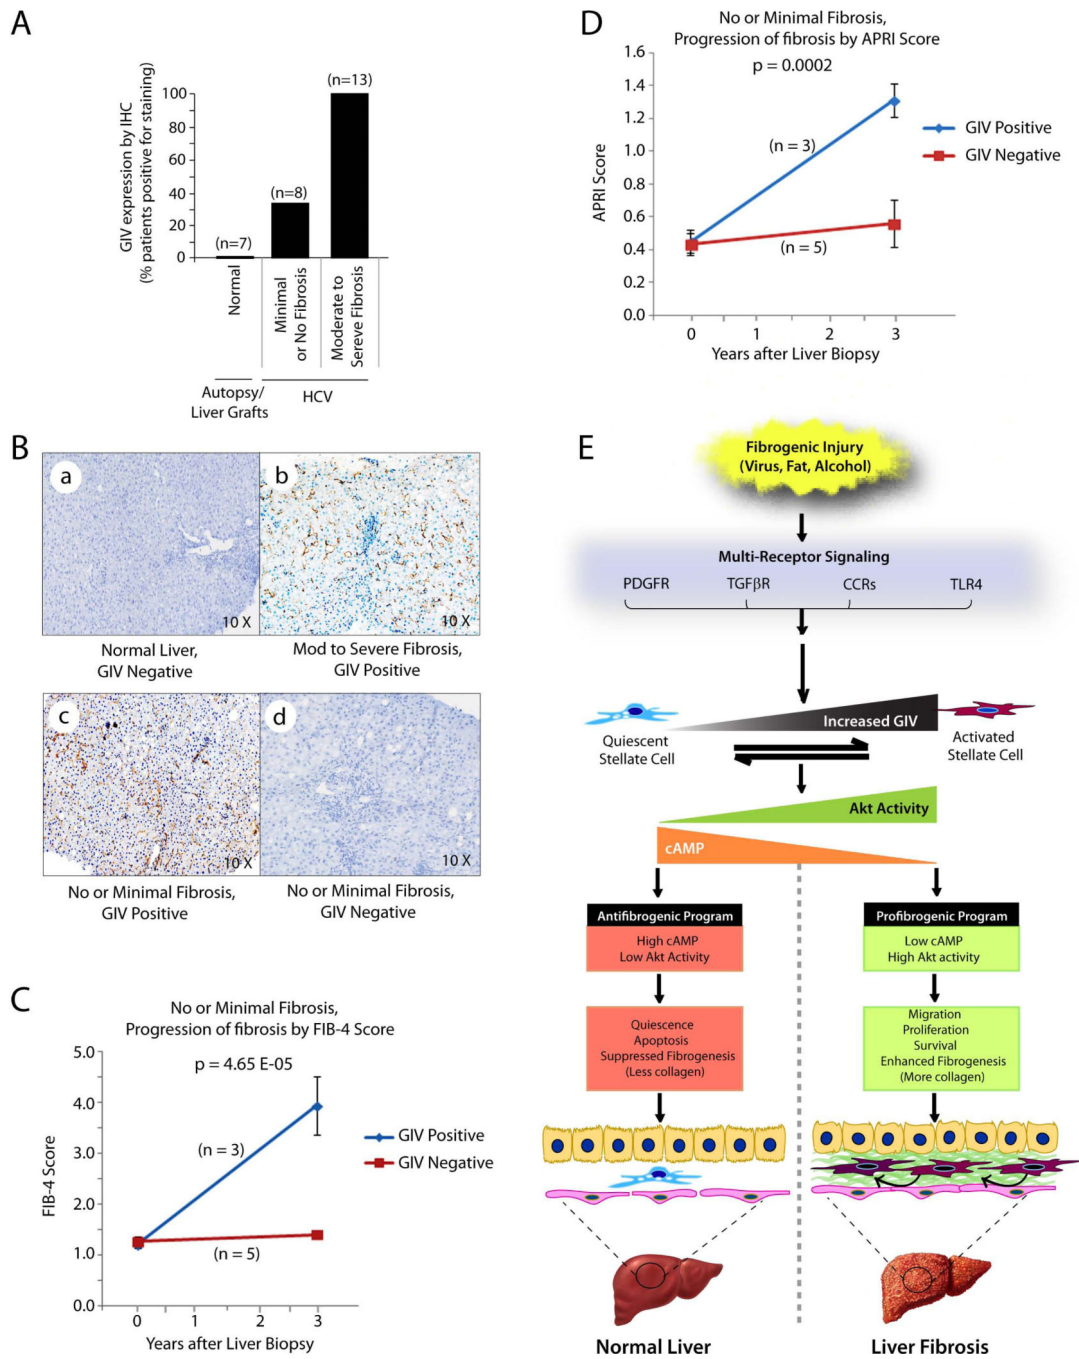 A
GIV expression by IHC
(% patients positive for staining)
100
80
60
40
20
0
(n=7)
(n=8)
(n=13)
Normal
Minimal
or No Fibrosis
Moderate to
Sereve Fibrosis
Autopsy/
Liver Grafts
HCV
B
a
10 X
b
10 X
Normal Liver,
GIV Negative
Mod to Severe Fibrosis,
GIV Positive
c
10 X
d
10 X
No or Minimal Fibrosis,
GIV Positive
No or Minimal Fibrosis,
GIV Negative
C
No or Minimal Fibrosis,
Progression of fibrosis by FIB-4 Score
p = 4.65 E-05
FIB-4 Score
5.0
4.0
3.0
2.0
1.0
0.0
(n = 3)
(n = 5)
GIV Positive
GIV Negative
0 1 2 3
Years after Liver Biopsy
D
No or Minimal Fibrosis,
Progression of fibrosis by APRI Score
p = 0.0002
APRI Score
1.6
1.4
1.2
1.0
0.8
0.6
0.4
0.2
0.0
(n = 3)
(n = 5)
GIV Positive
GIV Negative
0 1 2 3
Years after Liver Biopsy
E
Fibrogenic Injury
(Virus, Fat, Alcohol)
Multi-Receptor Signaling
PDGFR TGFβR CCRs TLR4
Increased GIV
Quiescent
Stellate Cell
Activated
Stellate Cell
Akt Activity
cAMP
Antifibrogenic Program
High cAMP
Low Akt Activity
Quiescence
Apoptosis
Suppressed Fibrogenesis
(Less collagen)
Profibrogenic Program
Low cAMP
High Akt activity
Migration
Proliferation
Survival
Enhanced Fibrogenesis
(More collagen)
Normal Liver
Liver Fibrosis